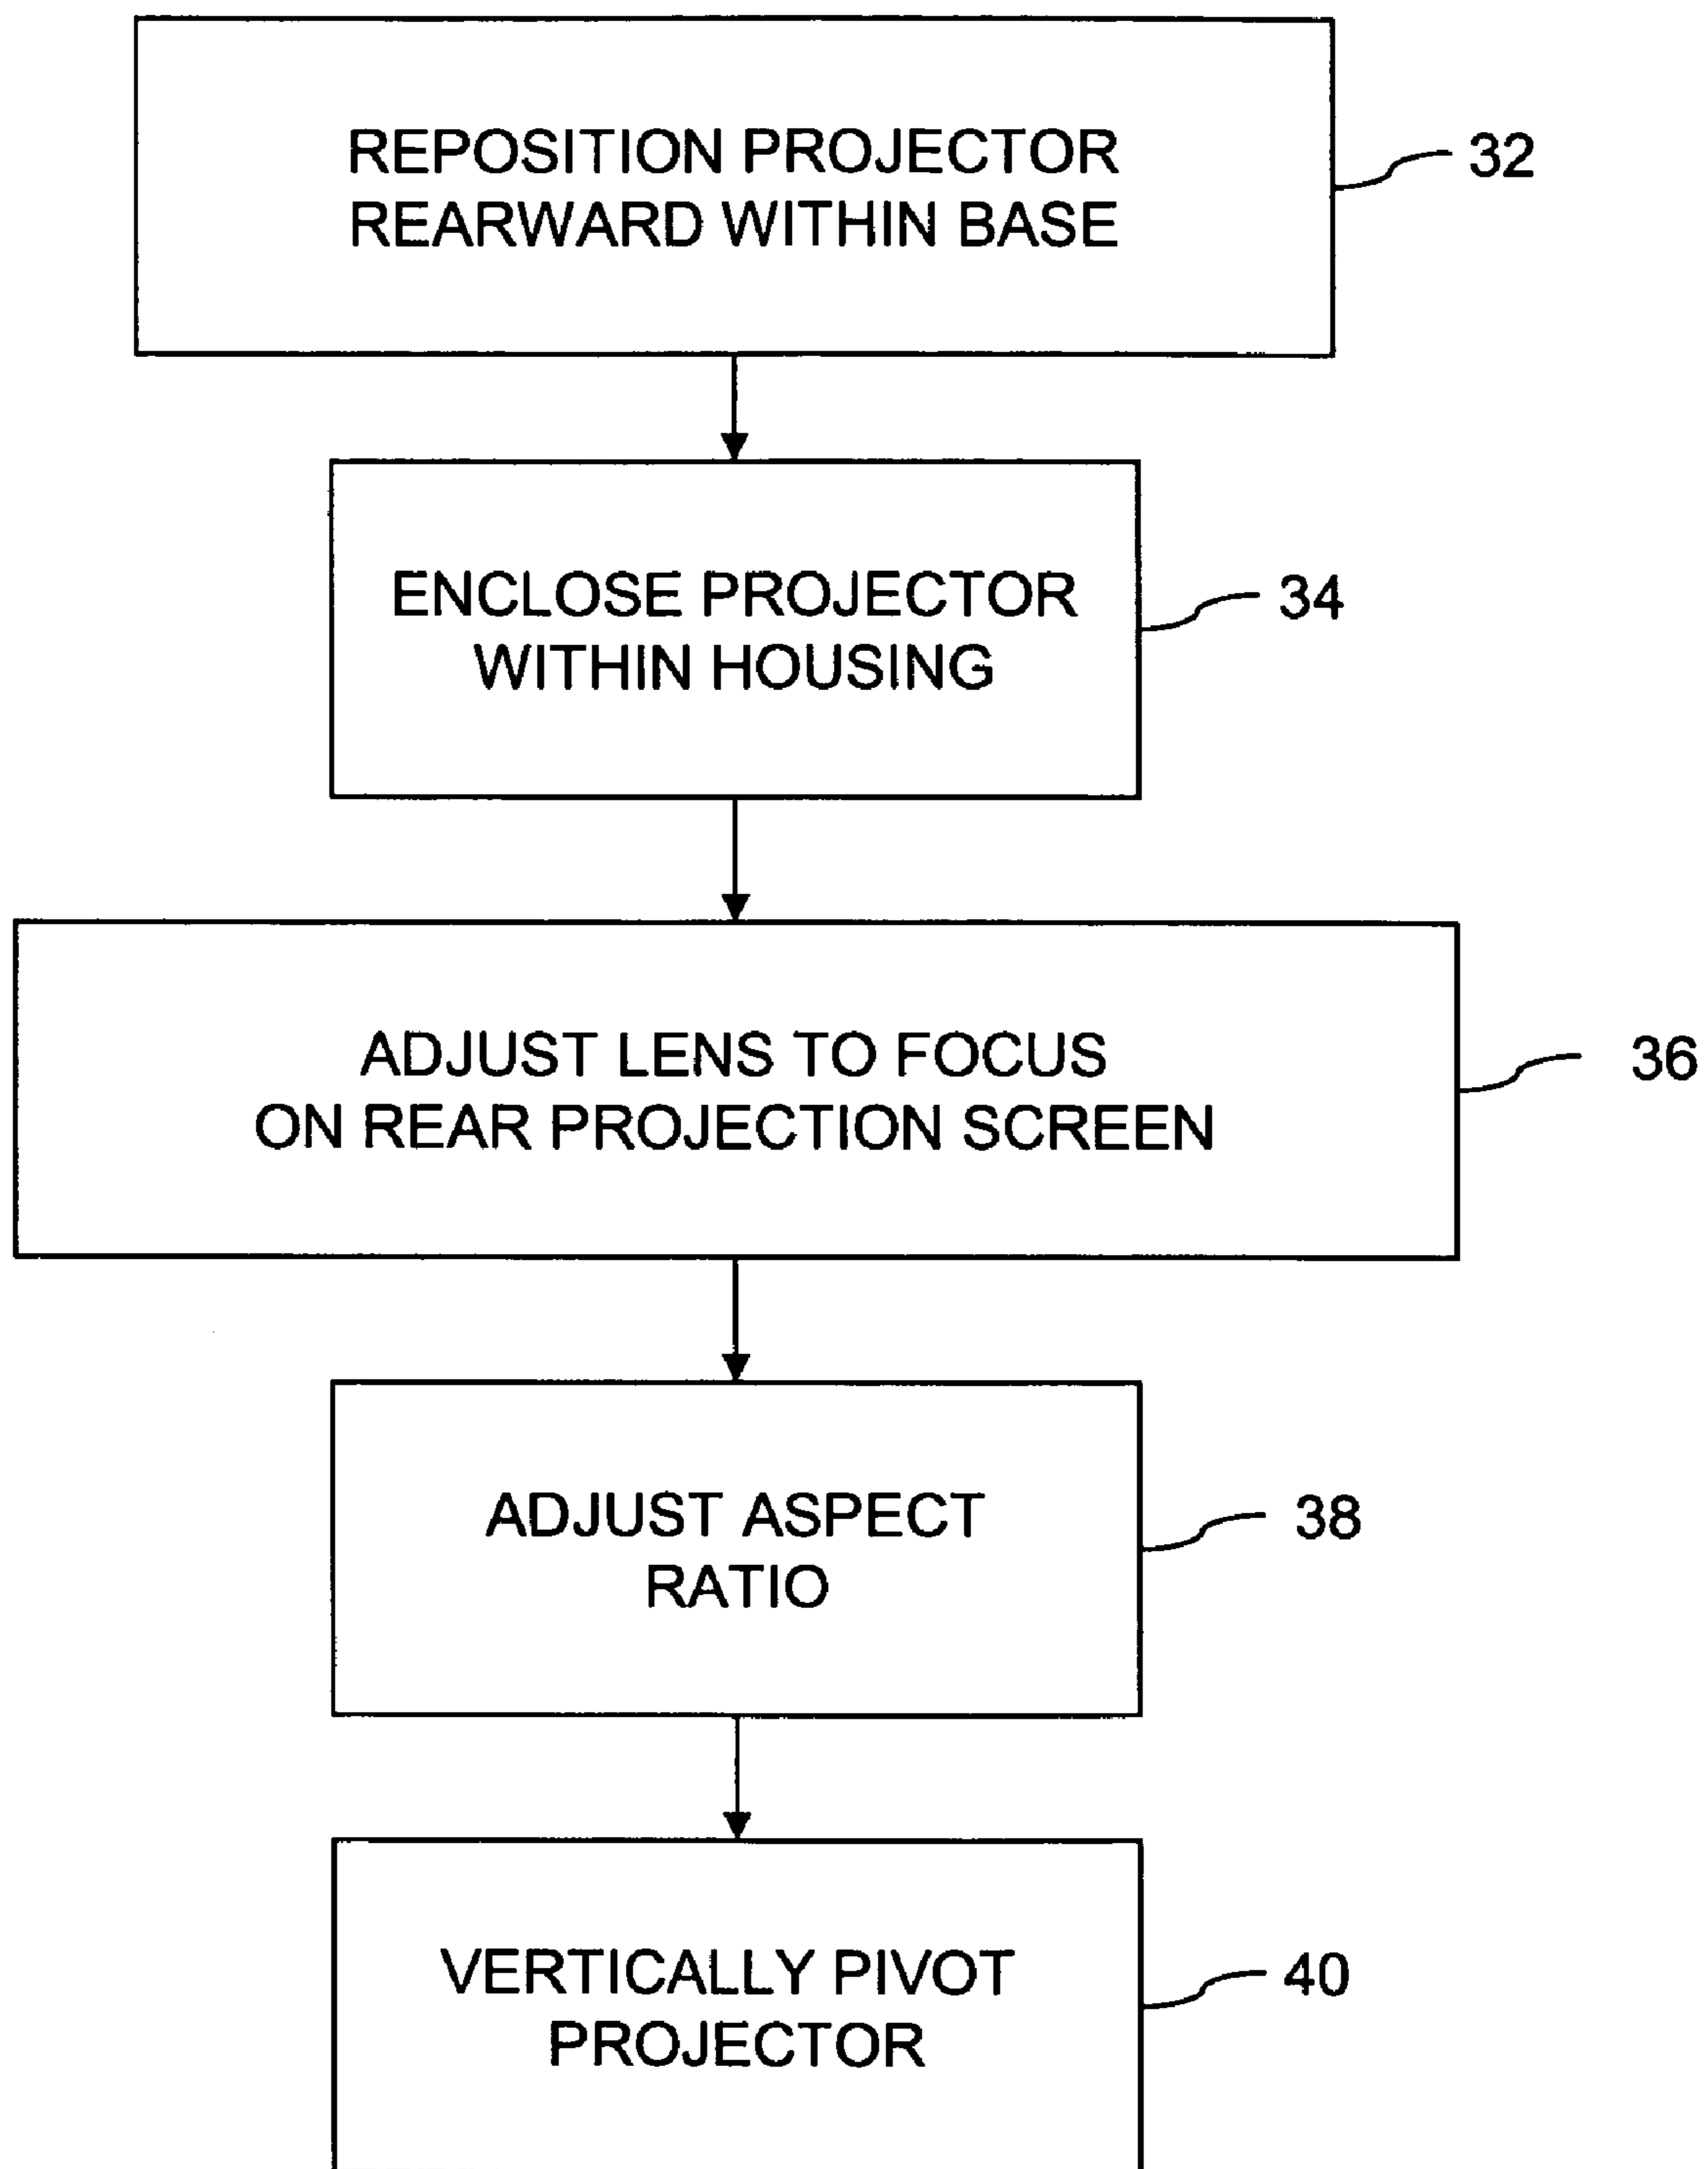 REPOSITION PROJECTOR
REARWARD WITHIN BASE
32
ENCLOSE PROJECTOR
WITHIN HOUSING
34
ADJUST LENS TO FOCUS
ON REAR PROJECTION SCREEN
36
ADJUST ASPECT
RATIO
38
VERTICALLY PIVOT
PROJECTOR
40